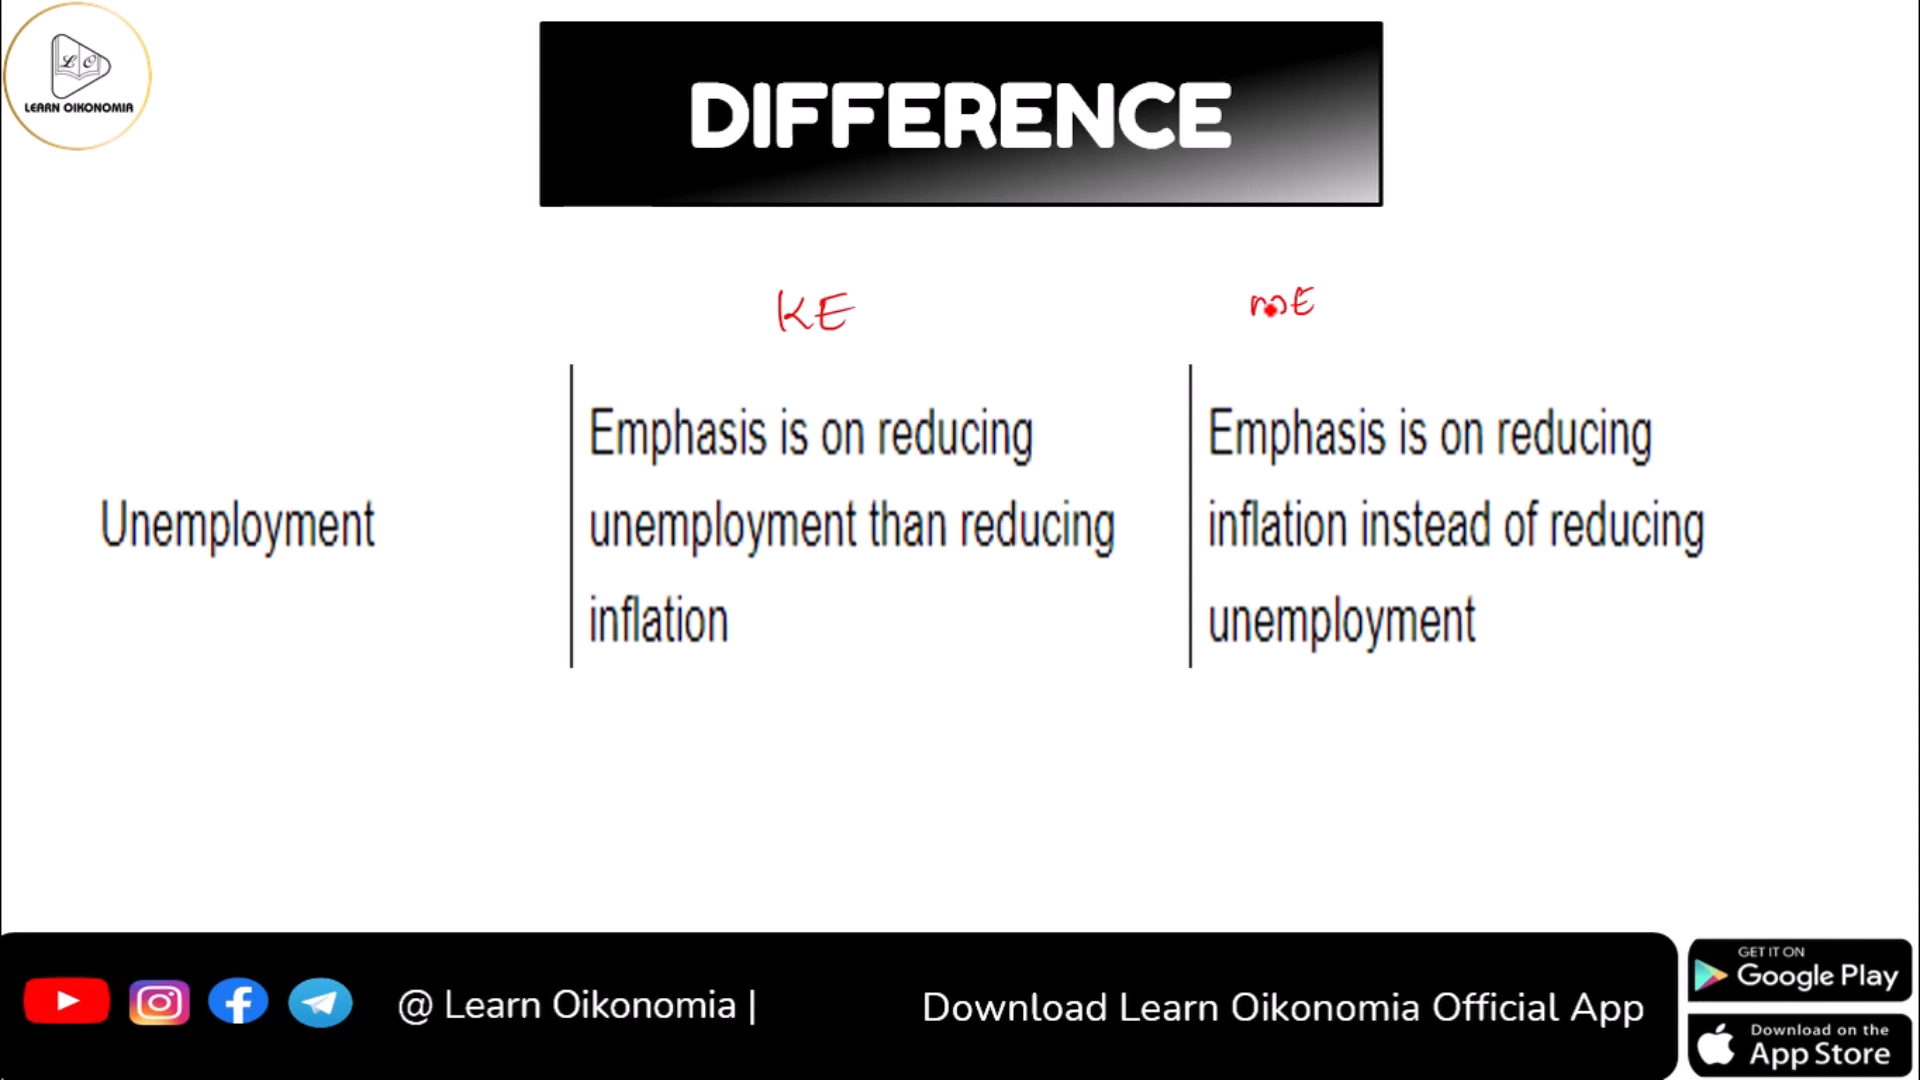 LO
LEARN OIKONOMIA
DIFFERENCE
KE
Unemployment
Emphasis is on reducing
unemployment than reducing
inflation
Emphasis is on reducing
inflation instead of reducing
unemployment
@ Learn Oikonomia |
Download Learn Oikonomia Official App
GET IT ON
Google Play
Download on the
App Store